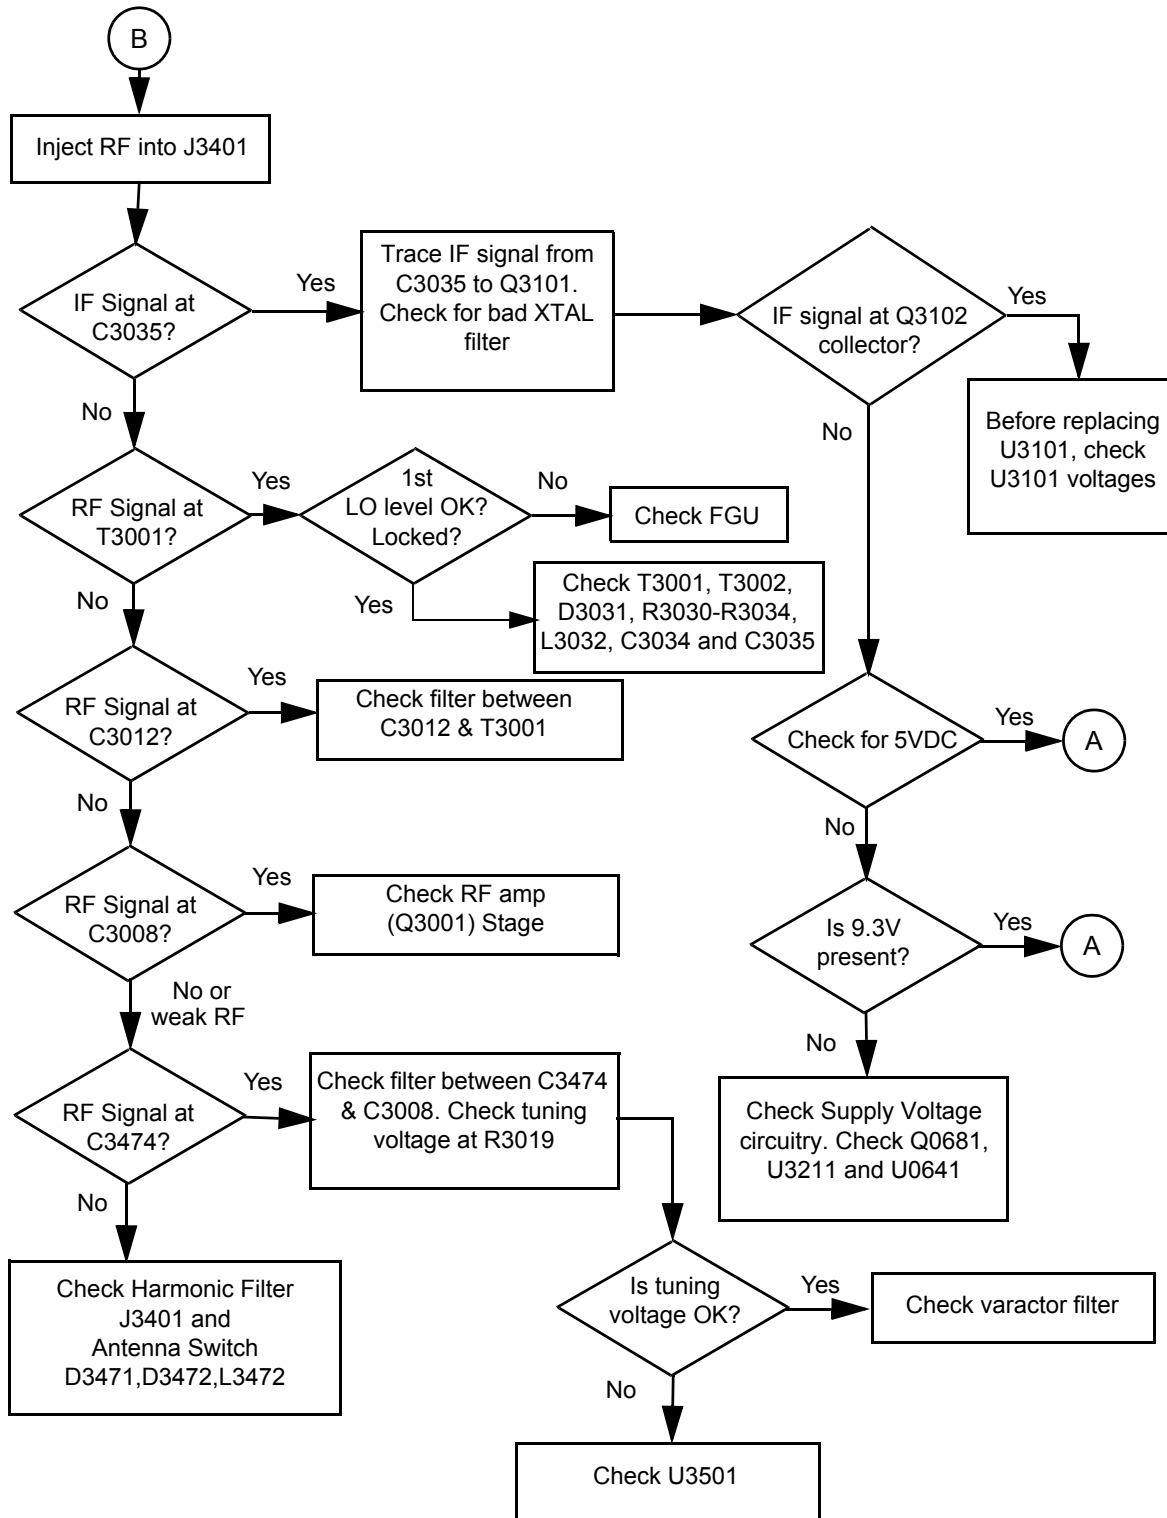 B
Inject RF into J3401
IF Signal at
C3035?
Yes
Trace IF signal from
C3035 to Q3101.
Check for bad XTAL
filter
IF signal at Q3102
collector?
Yes
Before replacing
U3101, check
U3101 voltages
No
No
RF Signal at
T3001?
Yes
1st
LO level OK?
Locked?
No
Check FGU
Yes
Check T3001, T3002,
D3031, R3030-R3034,
L3032, C3034 and C3035
No
RF Signal at
C3012?
Yes
Check filter between
C3012 & T3001
Check for 5VDC
Yes
A
No
No
RF Signal at
C3008?
Yes
Check RF amp
(Q3001) Stage
Is 9.3V
present?
Yes
A
No or
weak RF
No
Check Supply Voltage
circuitry. Check Q0681,
U3211 and U0641
RF Signal at
C3474?
Yes
Check filter between C3474
& C3008. Check tuning
voltage at R3019
No
Check Harmonic Filter
J3401 and
Antenna Switch
D3471,D3472,L3472
Is tuning
voltage OK?
Yes
Check varactor filter
No
Check U3501